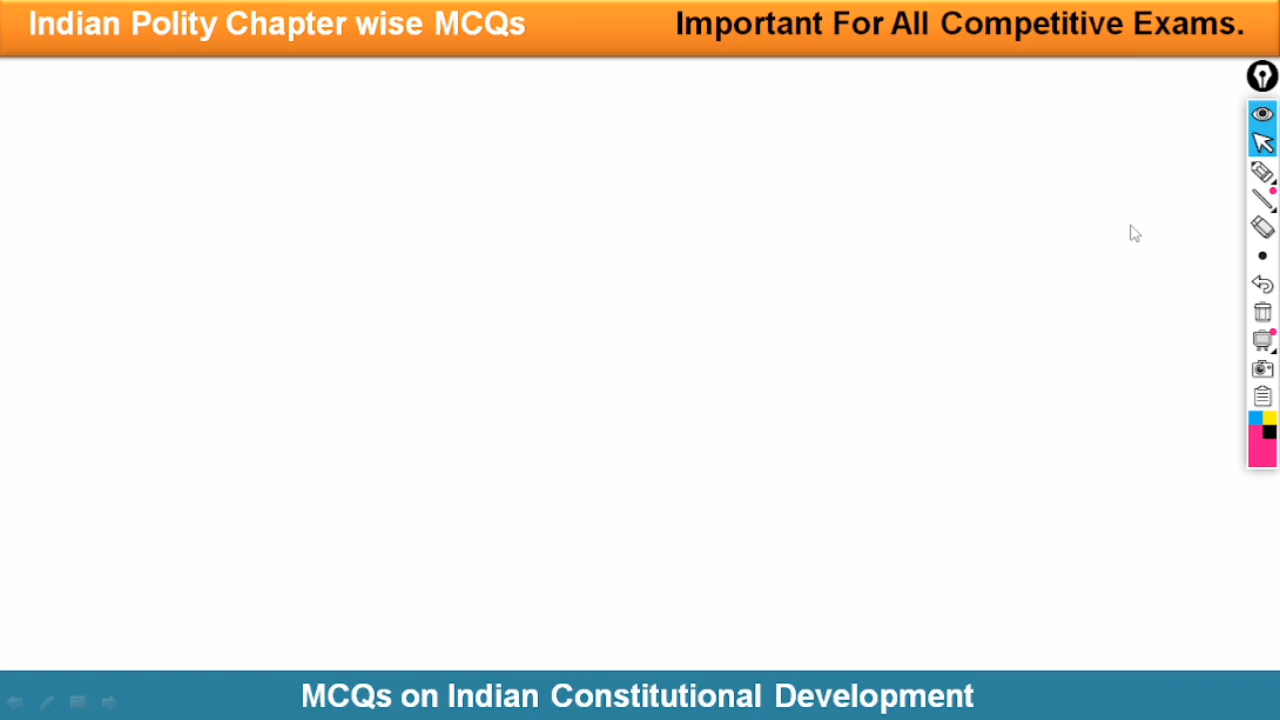 Indian Polity Chapter wise MCQs
Important For All Competitive Exams.
MCQs on Indian Constitutional Development